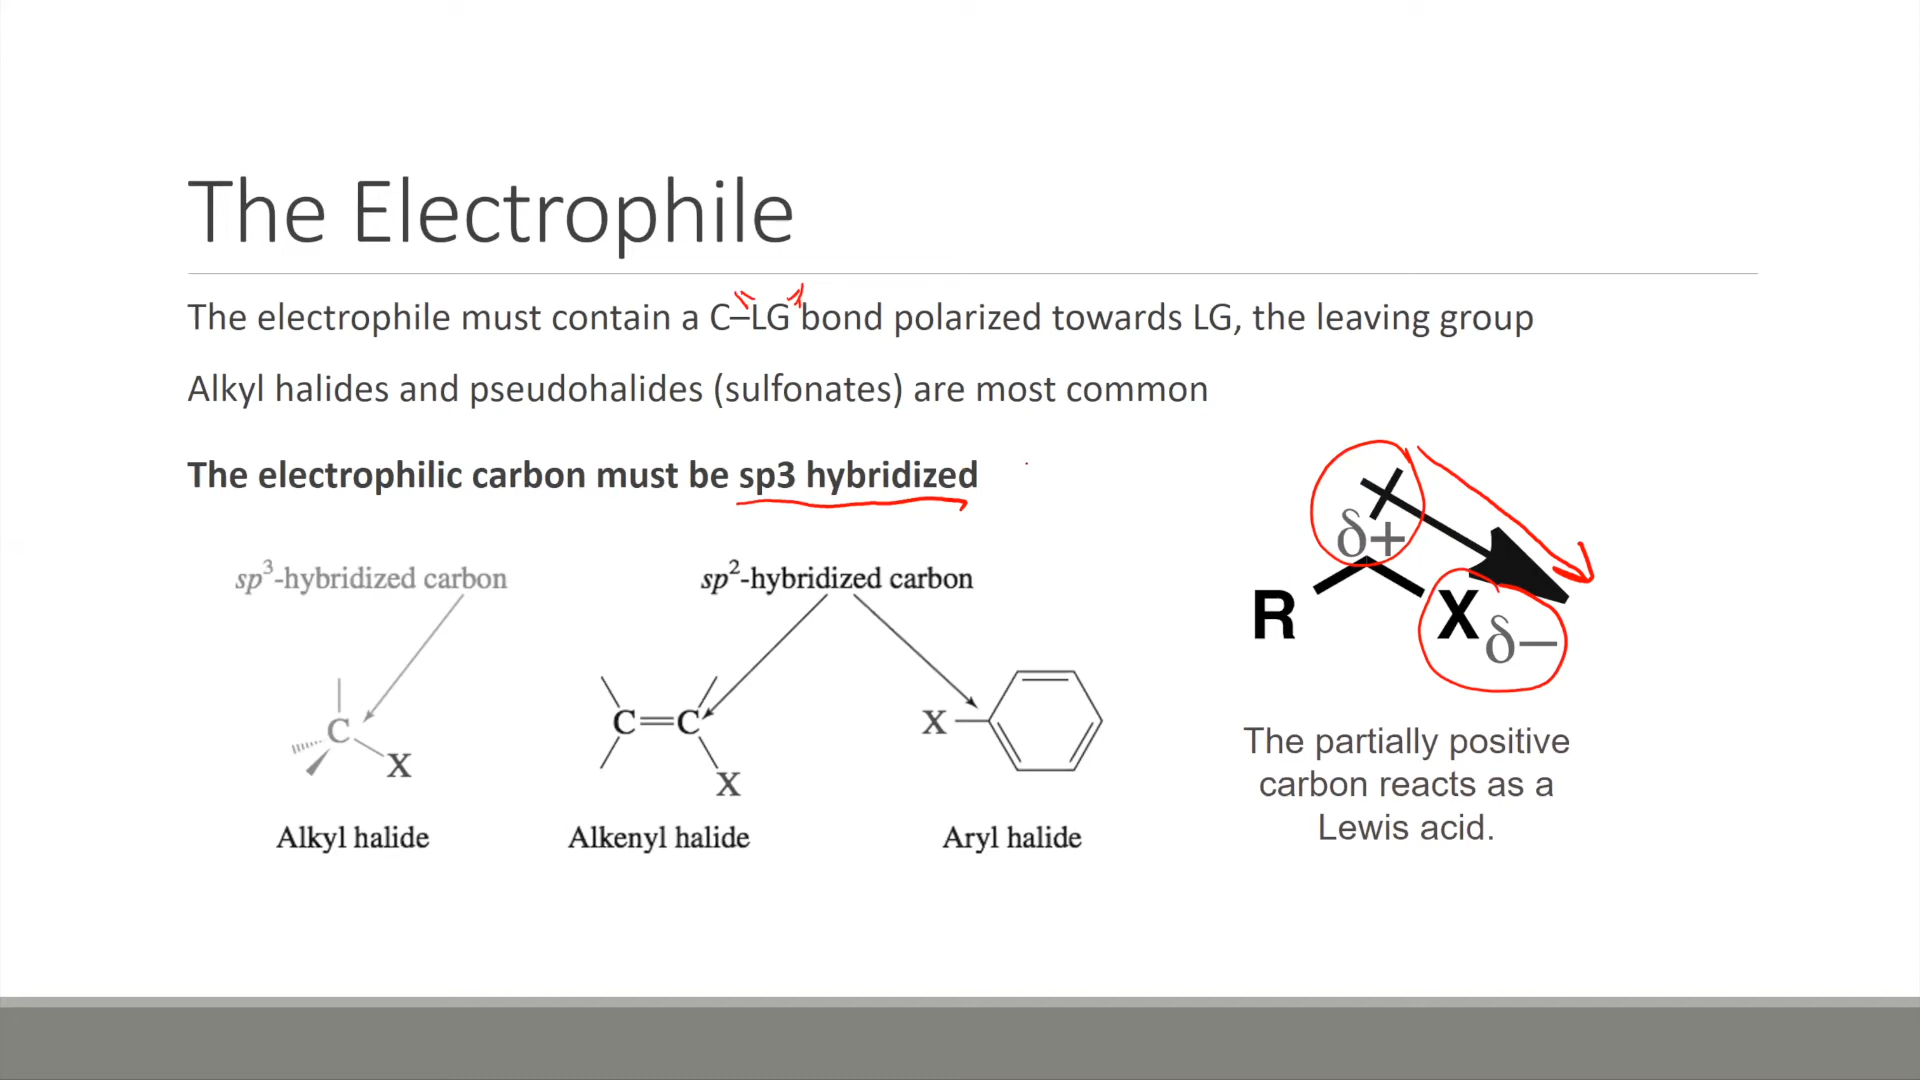 The Electrophile
The electrophile must contain a C–LG bond polarized towards LG, the leaving group
Alkyl halides and pseudohalides (sulfonates) are most common
The electrophilic carbon must be sp3 hybridized
sp³-hybridized carbon
sp²-hybridized carbon
C
X
C=C
X
X
Alkyl halide
Alkenyl halide
Aryl halide
δ+
R
X
δ–
The partially positive
carbon reacts as a
Lewis acid.